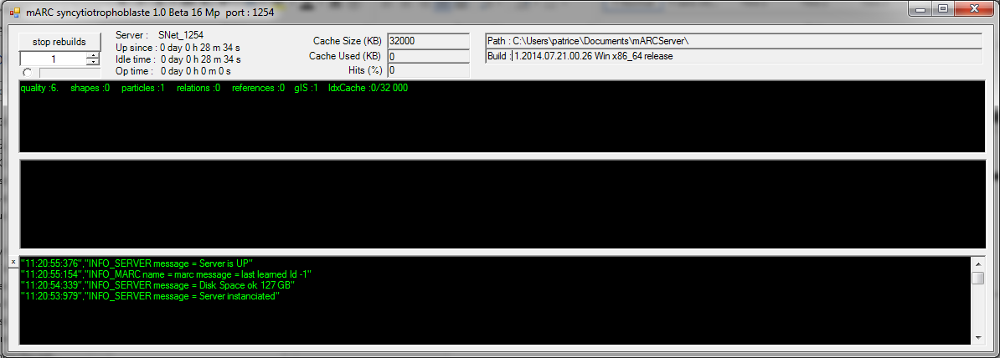 mARC syncytiotrophoblaste 1.0 Beta 16 Mp port : 1254
stop rebuilds
1
Server : SNet_1254
Up since : 0 day 0 h 28 m 34 s
Idle time : 0 day 0 h 28 m 34 s
Op time : 0 day 0 h 0 m 0 s
Cache Size (KB) 32000
Cache Used (KB) 0
Hits (%) 0
Path : C:\Users\patrice\Documents\mARCServer\
Build : 1.2014.07.21.00.26 Win x86_64 release
quality :6. shapes :0 particles :1 relations :0 references :0 gIS :1 IdxCache :0/32 000
x
"11:20:55:376","INFO_SERVER message = Server is UP"
"11:20:55:154","INFO_MARC name = marc message = last learned Id -1"
"11:20:54:339","INFO_SERVER message = Disk Space ok 127 GB"
"11:20:53:979","INFO_SERVER message = Server instanciated"